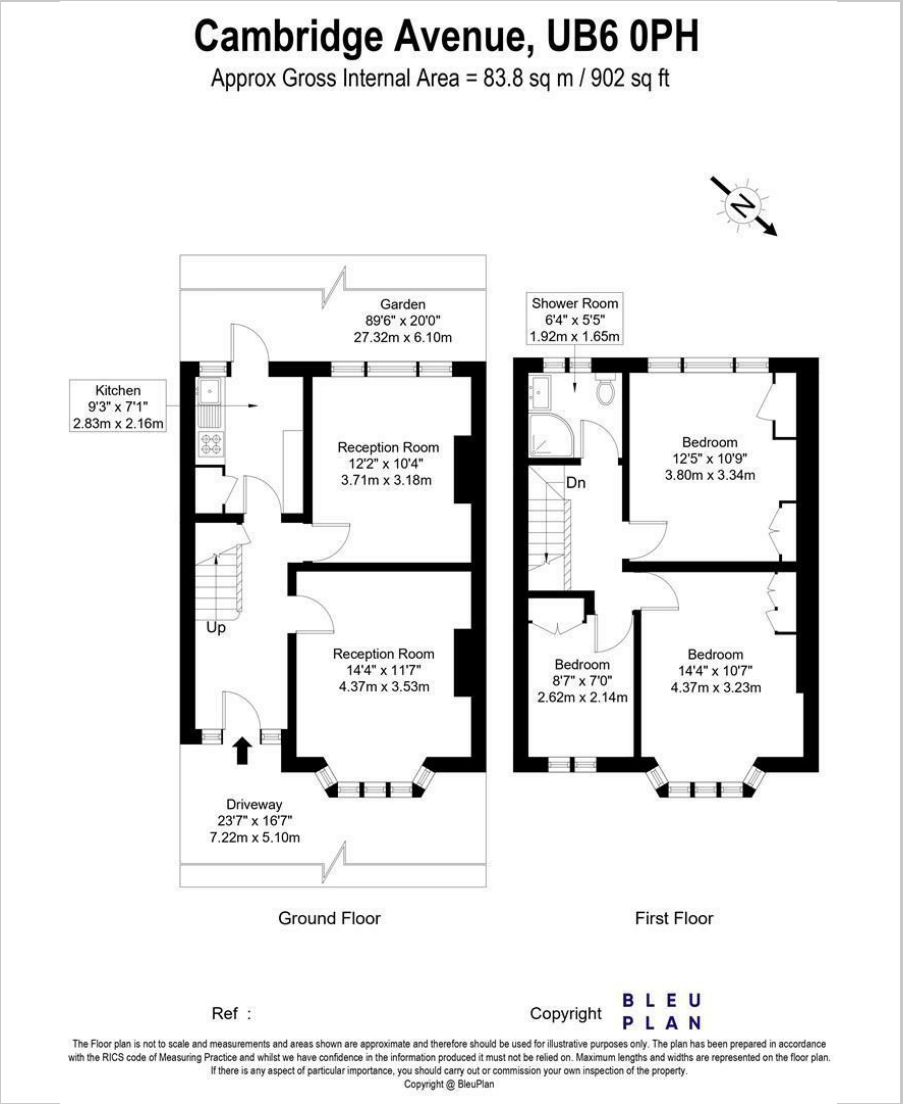 Cambridge Avenue, UB6 0PH
Approx Gross Internal Area = 83.8 sq m / 902 sq ft
N
Garden
89'6" x 20'0"
27.32m x 6.10m
Kitchen
9'3" x 7'1"
2.83m x 2.16m
Reception Room
12'2" x 10'4"
3.71m x 3.18m
Up
Reception Room
14'4" x 11'7"
4.37m x 3.53m
Driveway
23'7" x 16'7"
7.22m x 5.10m
Ground Floor
Shower Room
6'4" x 5'5"
1.92m x 1.65m
Bedroom
12'5" x 10'9"
3.80m x 3.34m
Dn
Bedroom
8'7" x 7'0"
2.62m x 2.14m
Bedroom
14'4" x 10'7"
4.37m x 3.23m
First Floor
Ref :
Copyright
BLEU
PLAN
The Floor plan is not to scale and measurements and areas shown are approximate and therefore should be used for illustrative purposes only. The plan has been prepared in accordance
with the RICS code of Measuring Practice and whilst we have confidence in the information produced it must not be relied on. Maximum lengths and widths are represented on the floor plan.
If there is any aspect of particular importance, you should carry out or commission your own inspection of the property.
Copyright @ BleuPlan